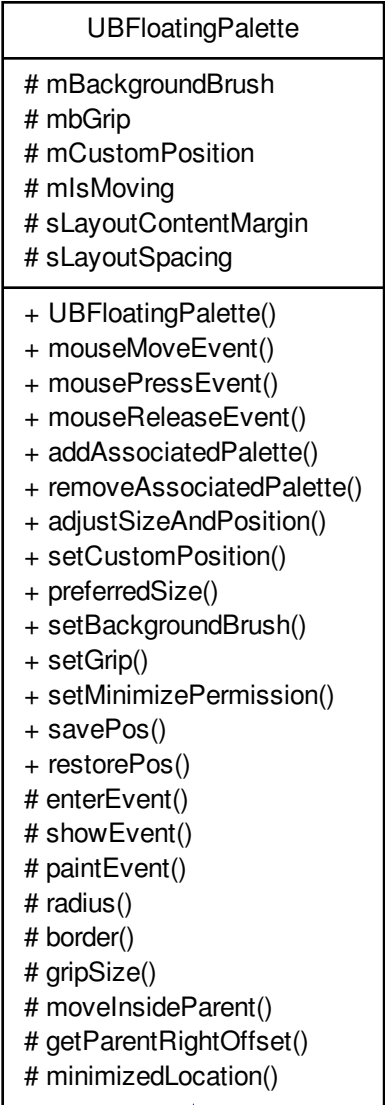 UBFloatingPalette
# mBackgroundBrush
# mbGrip
# mCustomPosition
# mIsMoving
# sLayoutContentMargin
# sLayoutSpacing
+ UBFloatingPalette()
+ mouseMoveEvent()
+ mousePressEvent()
+ mouseReleaseEvent()
+ addAssociatedPalette()
+ removeAssociatedPalette()
+ adjustSizeAndPosition()
+ setCustomPosition()
+ preferredSize()
+ setBackgroundBrush()
+ setGrip()
+ setMinimizePermission()
+ savePos()
+ restorePos()
# enterEvent()
# showEvent()
# paintEvent()
# radius()
# border()
# gripSize()
# moveInsideParent()
# getParentRightOffset()
# minimizedLocation()